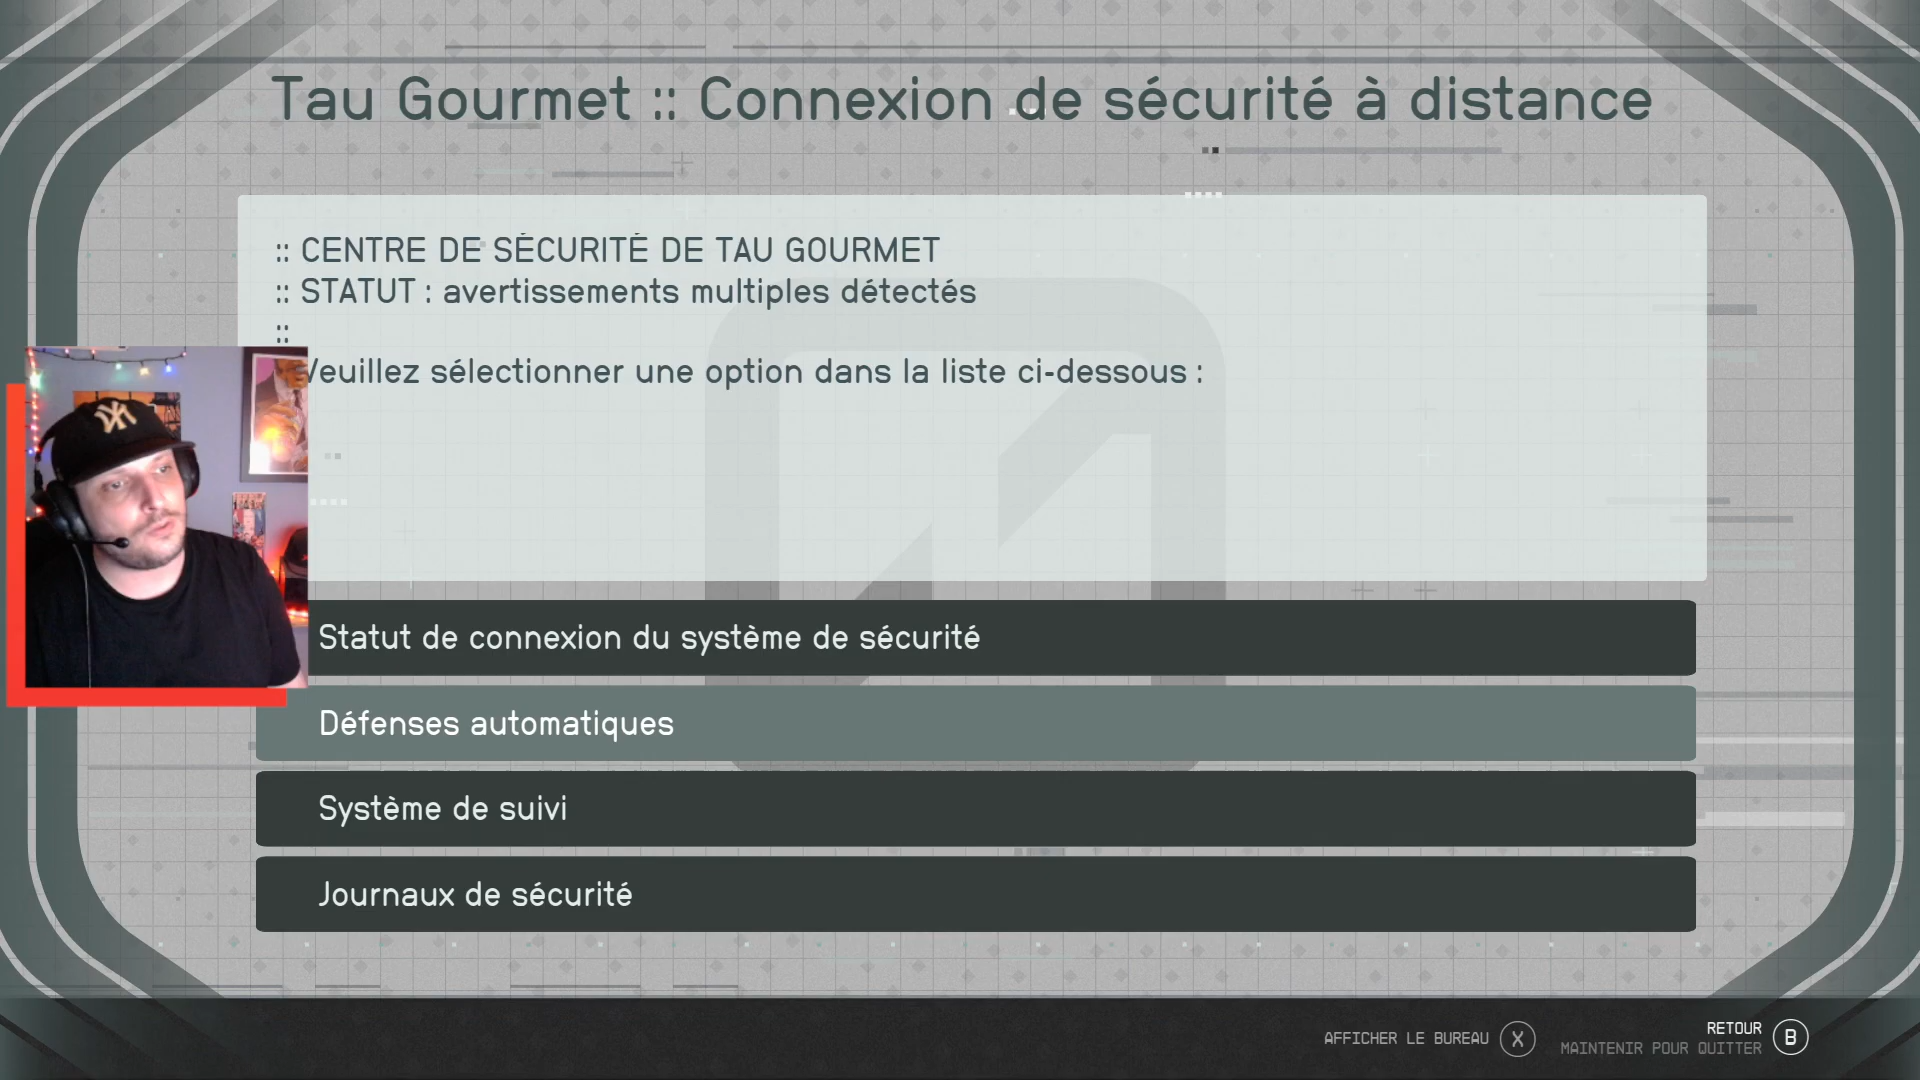 Tau Gourmet :: Connexion de sécurité à distance
:: CENTRE DE SÉCURITÉ DE TAU GOURMET
:: STATUT : avertissements multiples détectés
::
Veuillez sélectionner une option dans la liste ci-dessous :
Statut de connexion du système de sécurité
Défenses automatiques
Système de suivi
Journaux de sécurité
AFFICHER LE BUREAU X
RETOUR B
MAINTENIR POUR QUITTER